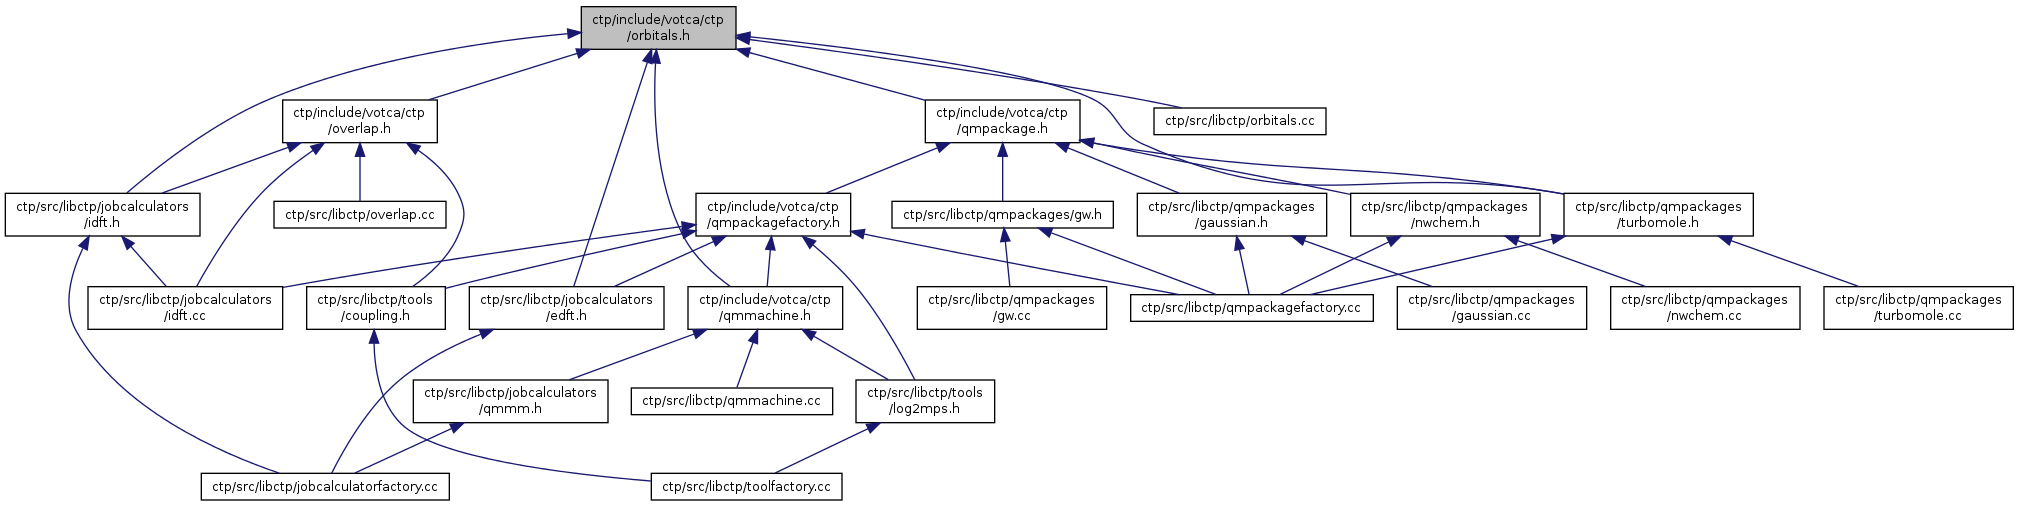 ctp/include/votca/ctp
/orbitals.h
ctp/include/votca/ctp
/overlap.h
ctp/include/votca/ctp
/qmpackage.h
ctp/src/libctp/orbitals.cc
ctp/src/libctp/jobcalculators
/idft.h
ctp/src/libctp/overlap.cc
ctp/include/votca/ctp
/qmpackagefactory.h
ctp/src/libctp/qmpackages/gw.h
ctp/src/libctp/qmpackages
/gaussian.h
ctp/src/libctp/qmpackages
/nwchem.h
ctp/src/libctp/qmpackages
/turbomole.h
ctp/src/libctp/jobcalculators
/idft.cc
ctp/src/libctp/tools
/coupling.h
ctp/src/libctp/jobcalculators
/edft.h
ctp/include/votca/ctp
/qmmachine.h
ctp/src/libctp/qmpackages
/gw.cc
ctp/src/libctp/qmpackagefactory.cc
ctp/src/libctp/qmpackages
/gaussian.cc
ctp/src/libctp/qmpackages
/nwchem.cc
ctp/src/libctp/qmpackages
/turbomole.cc
ctp/src/libctp/jobcalculators
/qmmm.h
ctp/src/libctp/qmmachine.cc
ctp/src/libctp/tools
/log2mps.h
ctp/src/libctp/jobcalculatorfactory.cc
ctp/src/libctp/toolfactory.cc